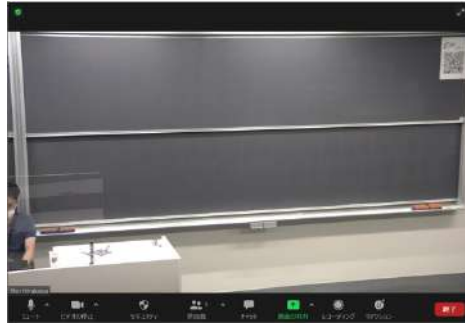 ミュート
ビデオの停止
セキュリティ
参加者
チャット
画面の共有
レコーディング
リアクション
終了